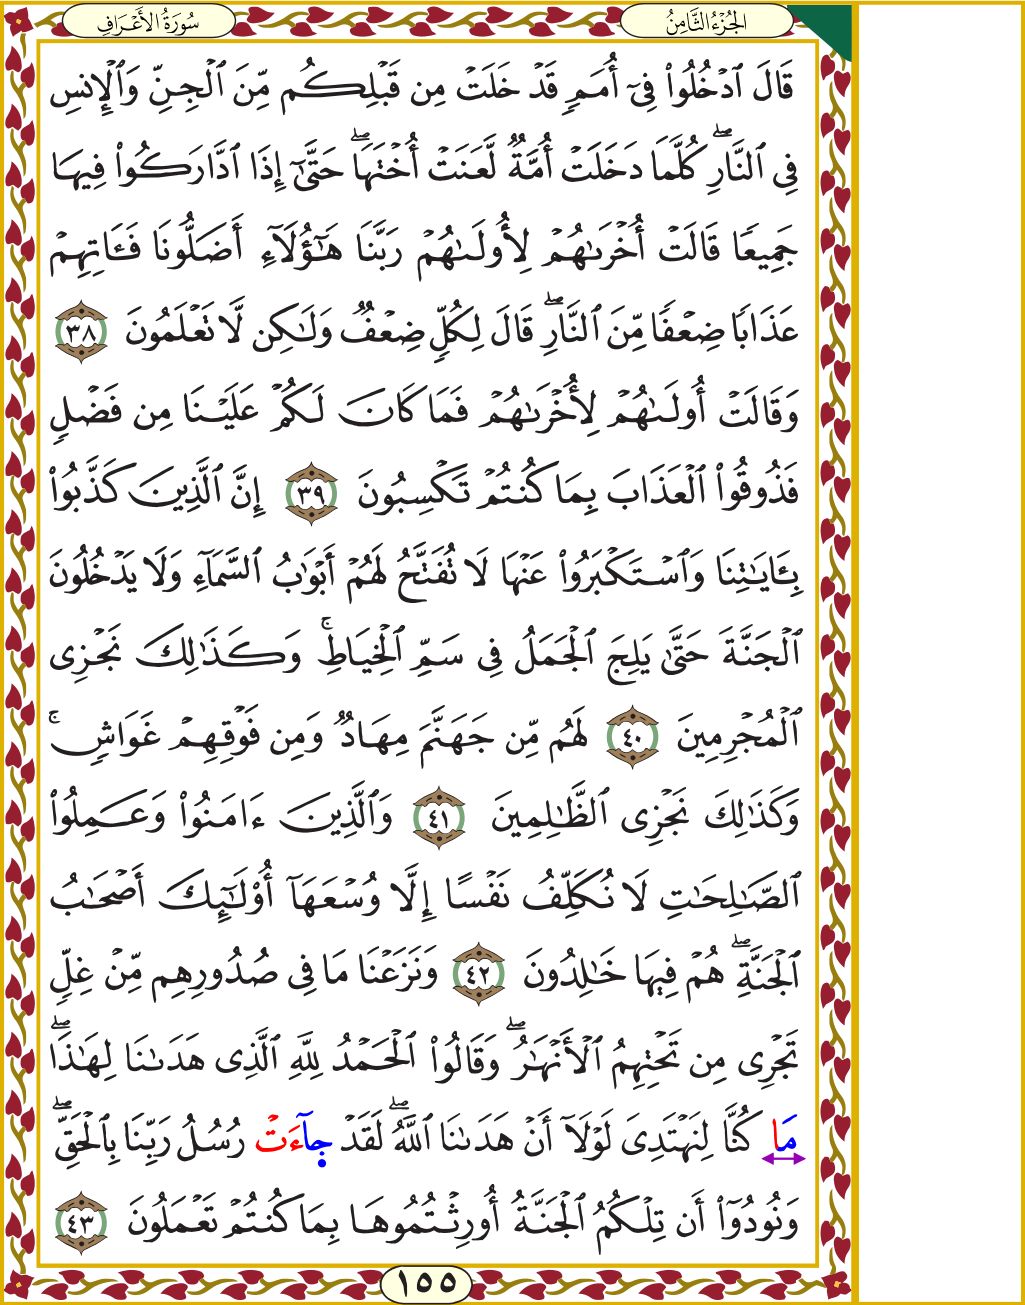 الجُزْءُ الثَّامِنُ
سُورَةُ الأَعْرَافِ
قَالَ ٱدْخُلُوا۟ فِىٓ أُمَمٍۢ قَدْ خَلَتْ مِن قَبْلِكُم مِّنَ ٱلْجِنِّ وَٱلْإِنسِ
فِى ٱلنَّارِ ۖ كُلَّمَا دَخَلَتْ أُمَّةٌۭ لَّعَنَتْ أُخْتَهَا ۖ حَتَّىٰٓ إِذَا ٱدَّارَكُوا۟ فِيهَا
جَمِيعًۭا قَالَتْ أُخْرَىٰهُمْ لِأُولَىٰهُمْ رَبَّنَا هَٰٓؤُلَآءِ أَضَلُّونَا فَـَٔاتِهِمْ
عَذَابًۭا ضِعْفًۭا مِّنَ ٱلنَّارِ ۖ قَالَ لِكُلٍّۢ ضِعْفٌۭ وَلَٰكِن لَّا تَعْلَمُونَ ٣٨
وَقَالَتْ أُولَىٰهُمْ لِأُخْرَىٰهُمْ فَمَا كَانَ لَكُمْ عَلَيْنَا مِن فَضْلٍۢ
فَذُوقُوا۟ ٱلْعَذَابَ بِمَا كُنتُمْ تَكْسِبُونَ ٣٩ إِنَّ ٱلَّذِينَ كَذَّبُوا۟
بِـَٔايَٰتِنَا وَٱسْتَكْبَرُوا۟ عَنْهَا لَا تُفَتَّحُ لَهُمْ أَبْوَٰبُ ٱلسَّمَآءِ وَلَا يَدْخُلُونَ
ٱلْجَنَّةَ حَتَّىٰ يَلِجَ ٱلْجَمَلُ فِى سَمِّ ٱلْخِيَاطِ ۚ وَكَذَٰلِكَ نَجْزِى
ٱلْمُجْرِمِينَ ٤٠ لَهُم مِّن جَهَنَّمَ مِهَادٌۭ وَمِن فَوْقِهِمْ غَوَاشٍۢ ۚ
وَكَذَٰلِكَ نَجْزِى ٱلظَّٰلِمِينَ ٤١ وَٱلَّذِينَ ءَامَنُوا۟ وَعَمِلُوا۟
ٱلصَّٰلِحَٰتِ لَا نُكَلِّفُ نَفْسًا إِلَّا وُسْعَهَآ أُو۟لَٰٓئِكَ أَصْحَٰبُ
ٱلْجَنَّةِ ۖ هُمْ فِيهَا خَٰلِدُونَ ٤٢ وَنَزَعْنَا مَا فِى صُدُورِهِم مِّنْ غِلٍّۢ
تَجْرِى مِن تَحْتِهِمُ ٱلْأَنْهَٰرُ ۖ وَقَالُوا۟ ٱلْحَمْدُ لِلَّهِ ٱلَّذِى هَدَىٰنَا لِهَٰذَا ۖ
مَا كُنَّا لِنَهْتَدِىَ لَوْلَآ أَنْ هَدَىٰنَا ٱللَّهُ ۖ لَقَدْ جَآءَتْ رُسُلُ رَبِّنَا بِٱلْحَقِّ ۖ
وَنُودُوٓا۟ أَن تِلْكُمُ ٱلْجَنَّةُ أُورِثْتُمُوهَا بِمَا كُنتُمْ تَعْمَلُونَ ٤٣
١٥٥